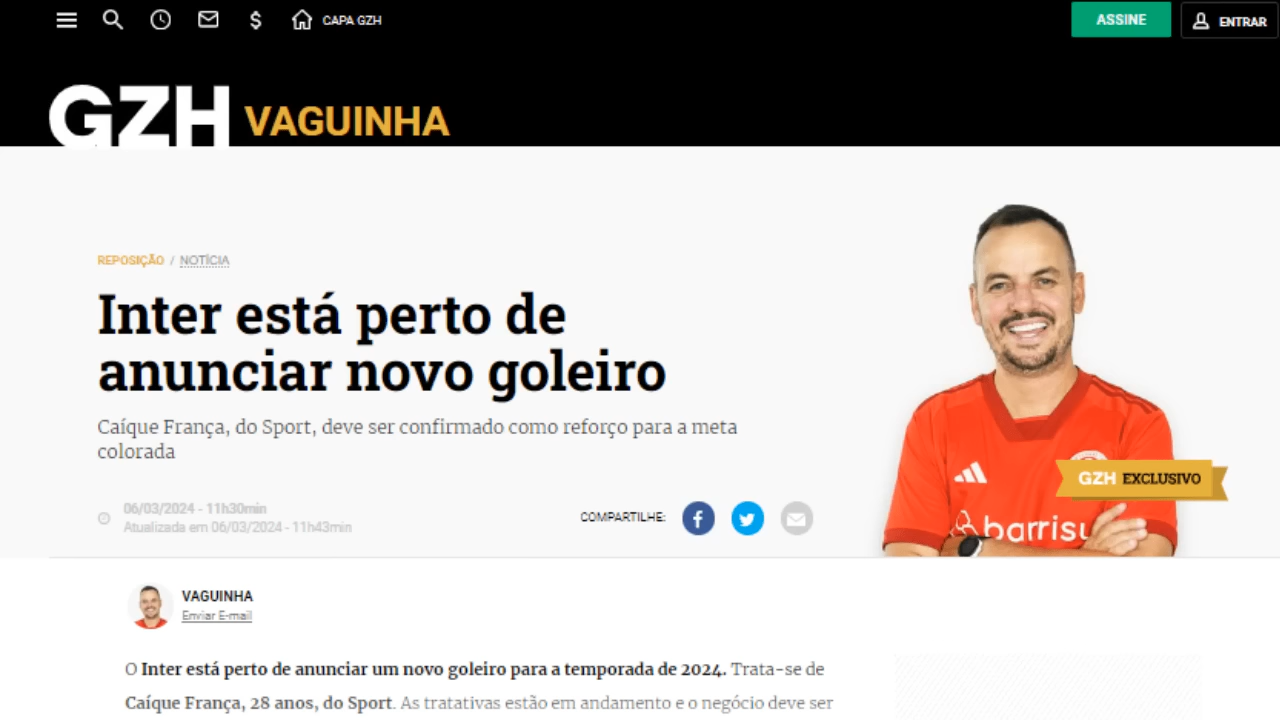 CAPA GZH
ASSINE
ENTRAR
GZH VAGUINHA
REPOSIÇÃO / NOTÍCIA
Inter está perto de
anunciar novo goleiro
Caíque França, do Sport, deve ser confirmado como reforço para a meta
colorada
06/03/2024 - 11h30min
Atualizada em 06/03/2024 - 11h43min
COMPARTILHE:
GZH EXCLUSIVO
barrisu
VAGUINHA
Enviar E-mail
O Inter está perto de anunciar um novo goleiro para a temporada de 2024. Trata-se de
Caíque França, 28 anos, do Sport. As tratativas estão em andamento e o negócio deve ser